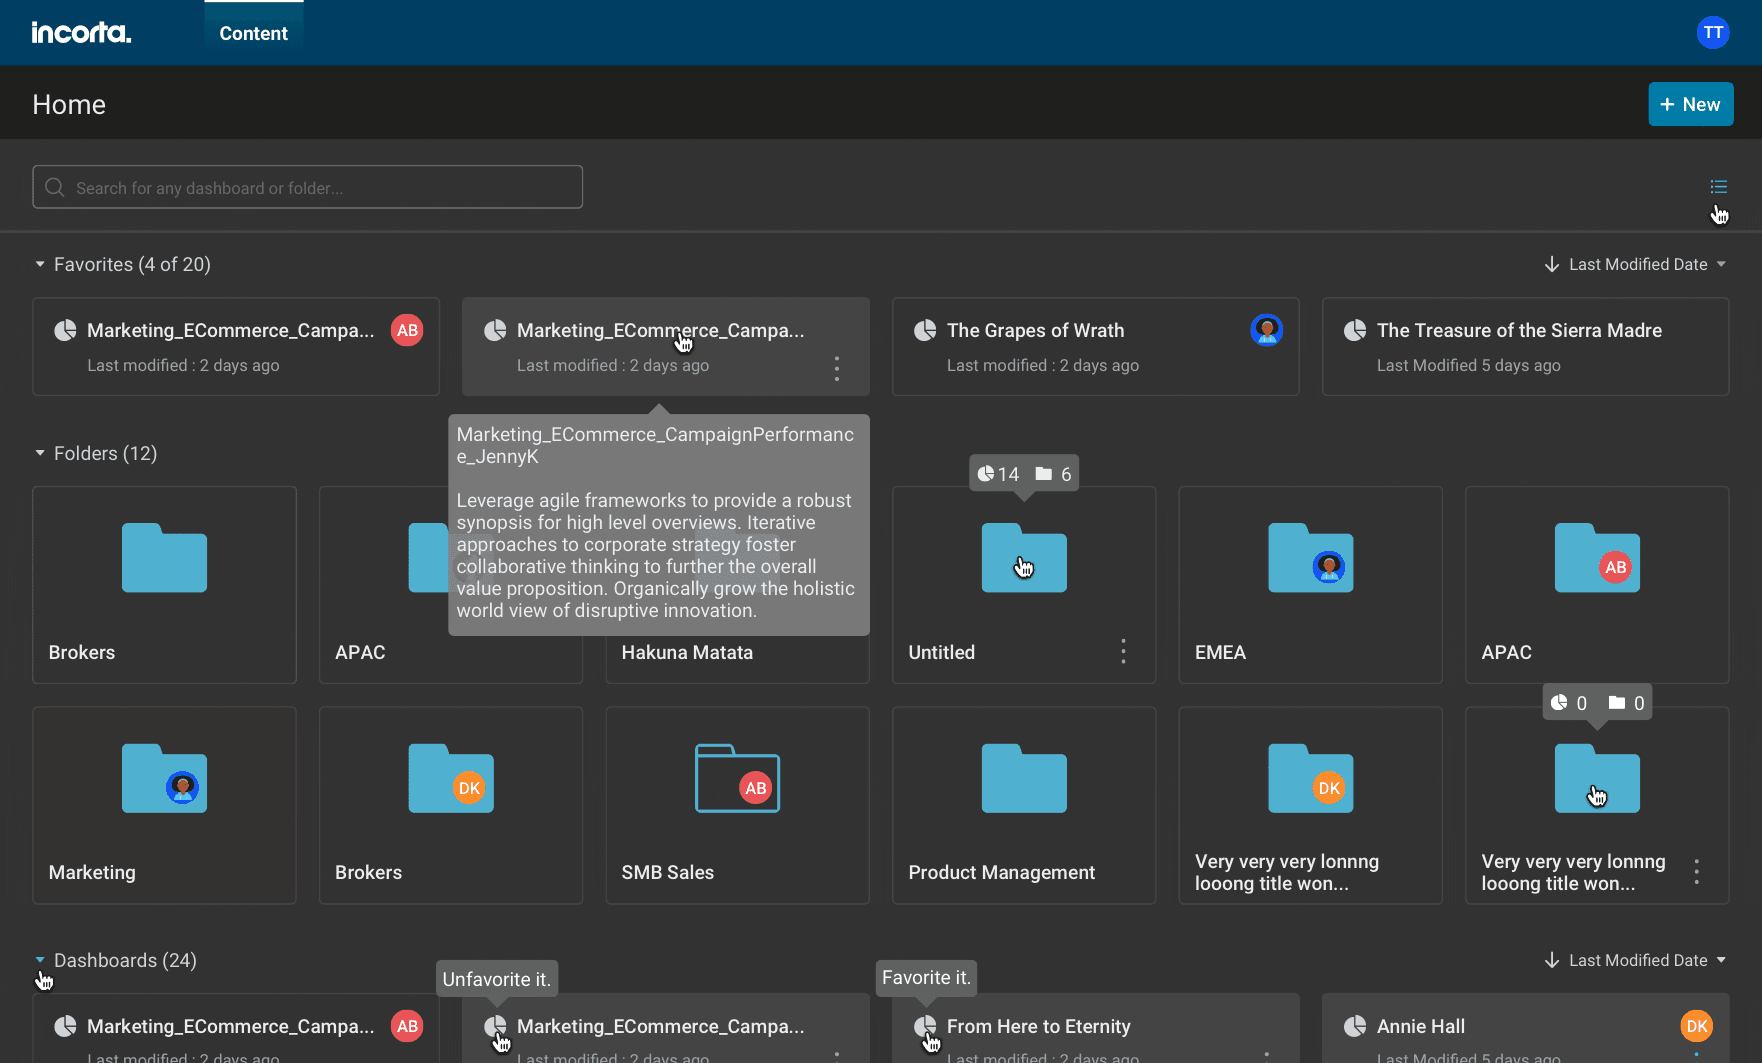 incorta.
Content
TT
Home
+ New
Search for any dashboard or folder...
Favorites (4 of 20)
Last Modified Date
Marketing_ECommerce_Campa...
AB
Last modified : 2 days ago
Marketing_ECommerce_Campa...
Last modified : 2 days ago
The Grapes of Wrath
Last modified : 2 days ago
The Treasure of the Sierra Madre
Last Modified 5 days ago
Marketing_ECommerce_CampaignPerformanc
e_JennyK
Leverage agile frameworks to provide a robust
synopsis for high level overviews. Iterative
approaches to corporate strategy foster
collaborative thinking to further the overall
value proposition. Organically grow the holistic
world view of disruptive innovation.
Folders (12)
14 6
Brokers
APAC
Hakuna Matata
Untitled
EMEA
AB
APAC
0 0
Marketing
DK
Brokers
AB
SMB Sales
Product Management
DK
Very very very lonnng
looong title won...
Very very very lonnng
looong title won...
Dashboards (24)
Last Modified Date
Unfavorite it.
Favorite it.
Marketing_ECommerce_Campa...
AB
Last modified : 2 days ago
Marketing_ECommerce_Campa...
Last modified : 2 days ago
From Here to Eternity
Last modified : 2 days ago
Annie Hall
DK
Last Modified 5 days ago